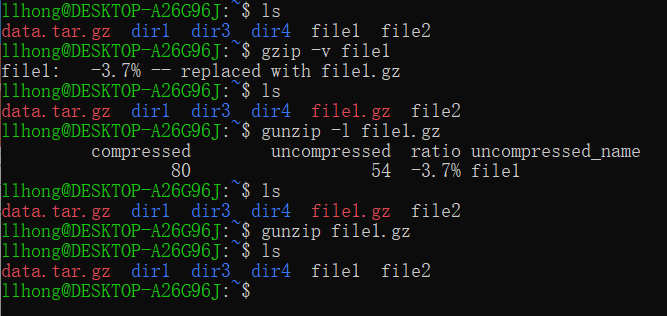 llhong@DESKTOP-A26G96J:~$ ls
data.tar.gz  dir1  dir3  dir4  file1  file2
llhong@DESKTOP-A26G96J:~$ gzip -v file1
file1:   -3.7% -- replaced with file1.gz
llhong@DESKTOP-A26G96J:~$ ls
data.tar.gz  dir1  dir3  dir4  file1.gz  file2
llhong@DESKTOP-A26G96J:~$ gunzip -l file1.gz
         compressed        uncompressed  ratio uncompressed_name
                 80                  54  -3.7% file1
llhong@DESKTOP-A26G96J:~$ ls
data.tar.gz  dir1  dir3  dir4  file1.gz  file2
llhong@DESKTOP-A26G96J:~$ gunzip file1.gz
llhong@DESKTOP-A26G96J:~$ ls
data.tar.gz  dir1  dir3  dir4  file1  file2
llhong@DESKTOP-A26G96J:~$